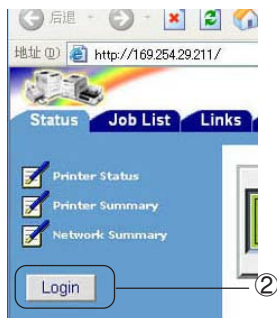 后退
地址(D) http://169.254.29.211/
Status Job List Links
Printer Status
Printer Summary
Network Summary
Login
②